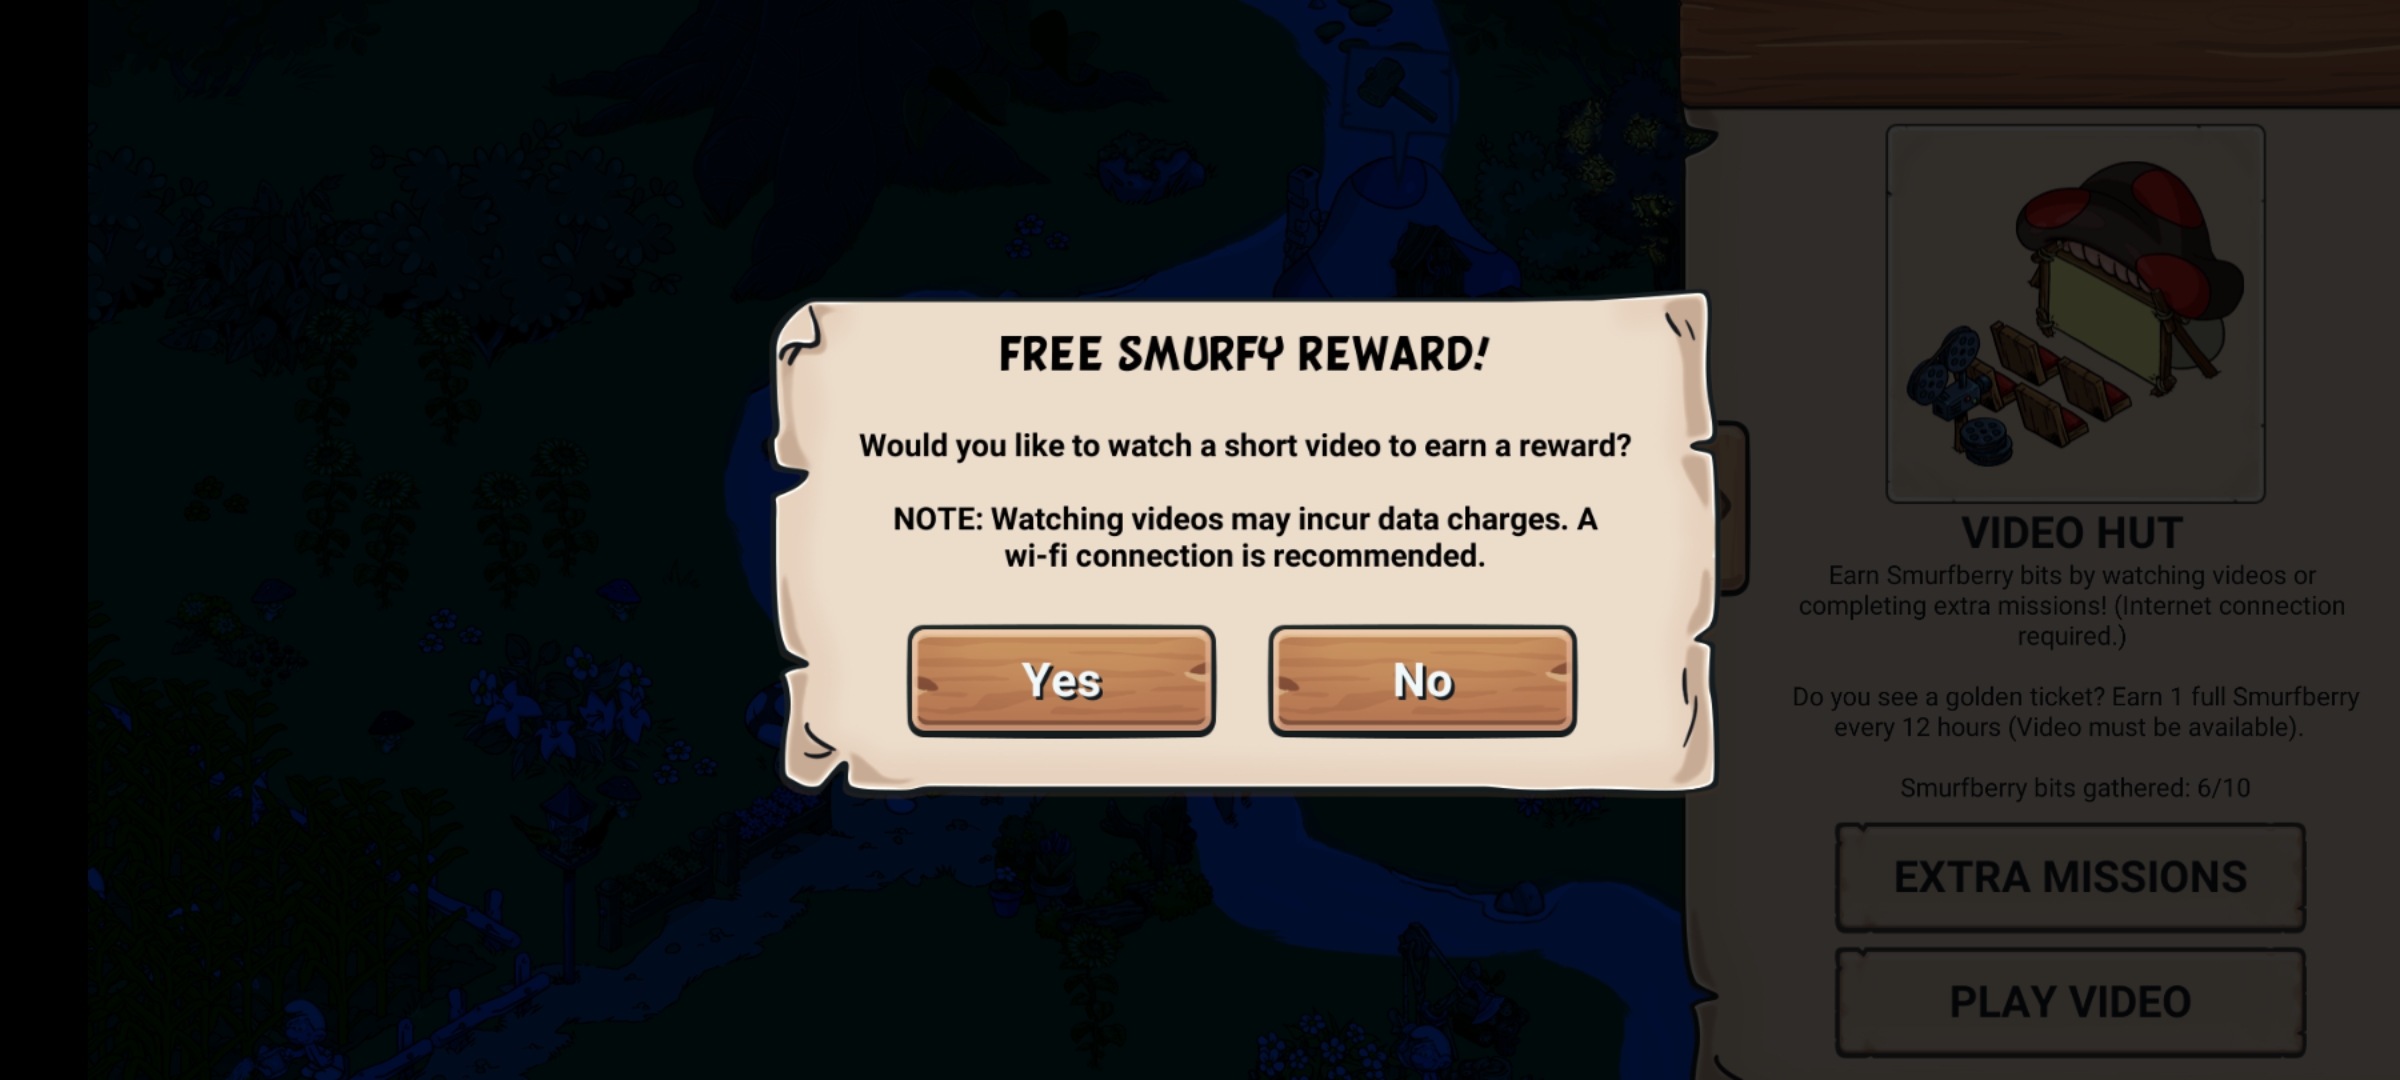 FREE SMURFY REWARD!
Would you like to watch a short video to earn a reward?
NOTE: Watching videos may incur data charges. A
wi-fi connection is recommended.
Yes
No
VIDEO HUT
Earn Smurfberry bits by watching videos or
completing extra missions! (Internet connection
required.)
Do you see a golden ticket? Earn 1 full Smurfberry
every 12 hours (Video must be available).
Smurfberry bits gathered: 6/10
EXTRA MISSIONS
PLAY VIDEO